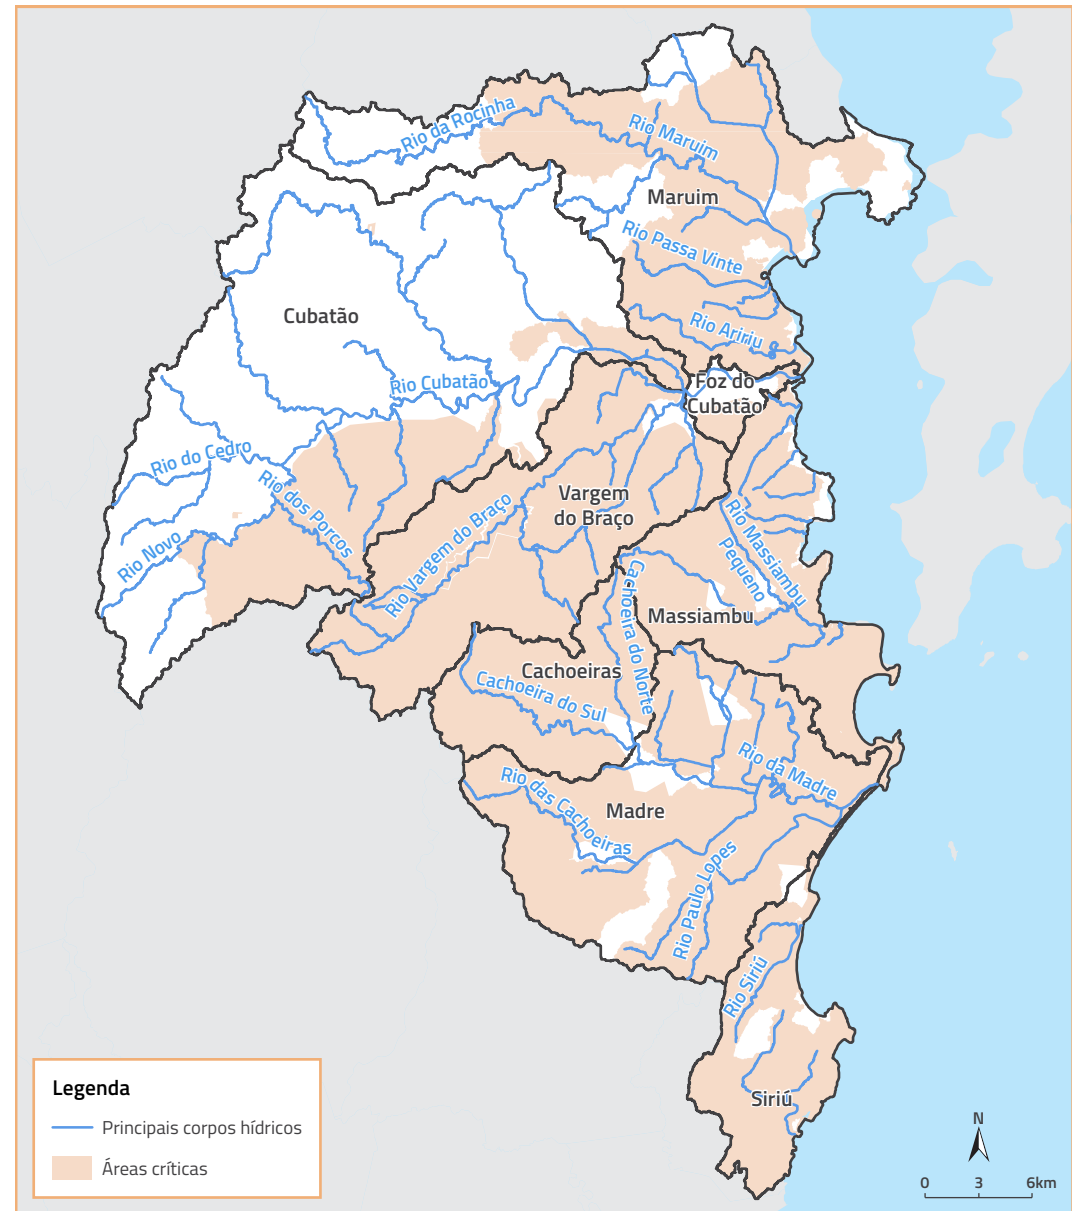 Rio da Rocinha
Rio Maruim
Maruim
Rio Passa Vinte
Cubatão
Rio Aririu
Rio Cubatão
Foz do
Cubatão
Rio do Cedro
Rio dos Porcos
Rio Novo
Vargem
do Braço
Rio Vargem do Braço
Rio Massiambu
Pequeno
Cachoeira do Norte
Massiambu
Cachoeiras
Cachoeira do Sul
Rio da Madre
Rio das Cachoeiras
Madre
Rio Paulo Lopes
Rio Siriú
Siriú
Legenda
Principais corpos hídricos
Áreas críticas
N
0 3 6km